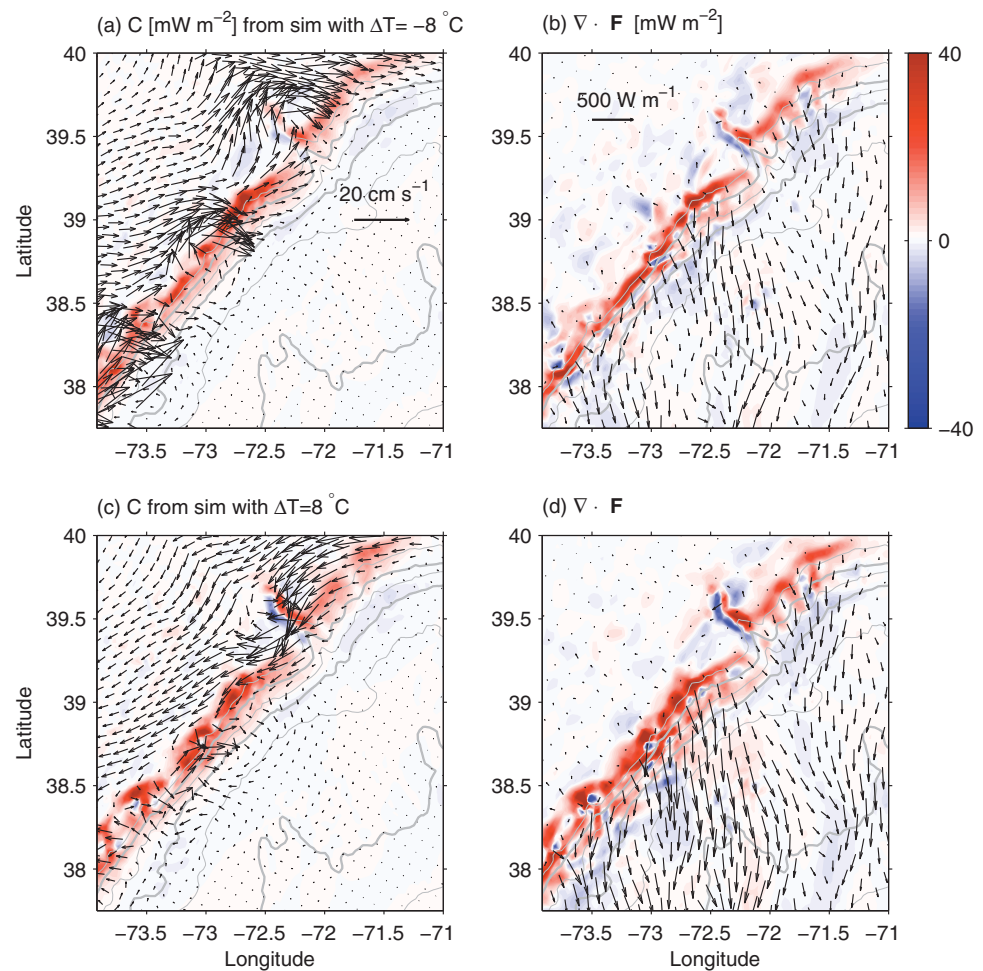 (a) C [mW m−2] from sim with ΔT= −8 °C
(b) ∇ · F [mW m−2]
40
39.5
39
38.5
38
Latitude
20 cm s−1
−73.5 −73 −72.5 −72 −71.5 −71
40
39.5
39
38.5
38
500 W m−1
−73.5 −73 −72.5 −72 −71.5 −71
40
0
−40
(c) C from sim with ΔT=8 °C
(d) ∇ · F
40
39.5
39
38.5
38
Latitude
−73.5 −73 −72.5 −72 −71.5 −71
Longitude
40
39.5
39
38.5
38
−73.5 −73 −72.5 −72 −71.5 −71
Longitude